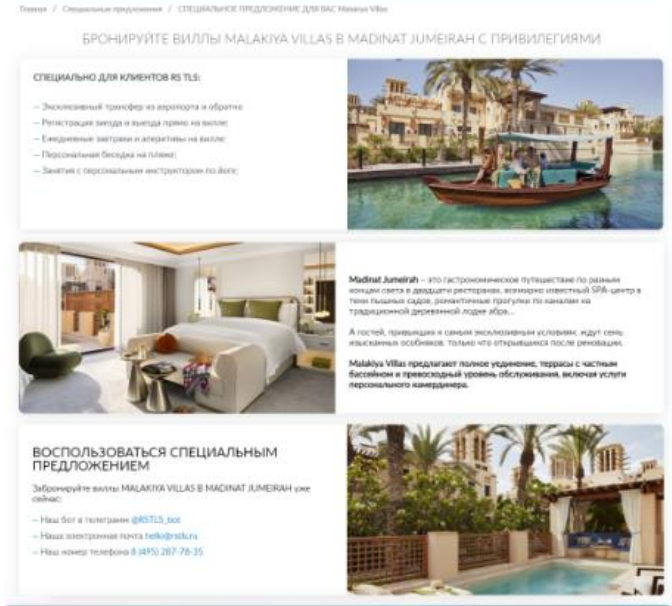 Главная / Специальные предложения / СПЕЦИАЛЬНОЕ ПРЕДЛОЖЕНИЕ ДЛЯ ВАС Malakiya Villas
БРОНИРУЙТЕ ВИЛЛЫ MALAKIYA VILLAS В MADINAT JUMEIRAH С ПРИВИЛЕГИЯМИ
СПЕЦИАЛЬНО ДЛЯ КЛИЕНТОВ RS TLS:
— Эксклюзивный трансфер из аэропорта и обратно
— Регистрация заезда и выезда прямо на вилле;
— Ежедневные завтраки и аперитивы на вилле;
— Персональная беседка на пляже;
— Занятия с персональным инструктором по йоге;
Madinat Jumeirah – это гастрономическое путешествие по разным
концам света в двадцати ресторанах, всемирно известный SPA-центр в
тени пышных садов, романтичные прогулки по каналам на
традиционной деревянной лодке абра...
А гостей, привыкших к самым эксклюзивным условиям, ждут семь
изысканных особняков, только что открывшихся после реновации.
Malakiya Villas предлагают полное уединение, террасы с частным
бассейном и превосходный уровень обслуживания, включая услуги
персонального камердинера.
ВОСПОЛЬЗОВАТЬСЯ СПЕЦИАЛЬНЫМ
ПРЕДЛОЖЕНИЕМ
Забронируйте виллы MALAKIYA VILLAS В MADINAT JUMEIRAH уже
сейчас:
— Наш бот в телеграмм @RSTLS_bot
— Наша электронная почта hello@rstls.ru
— Наш номер телефона 8 (495) 287-78-35